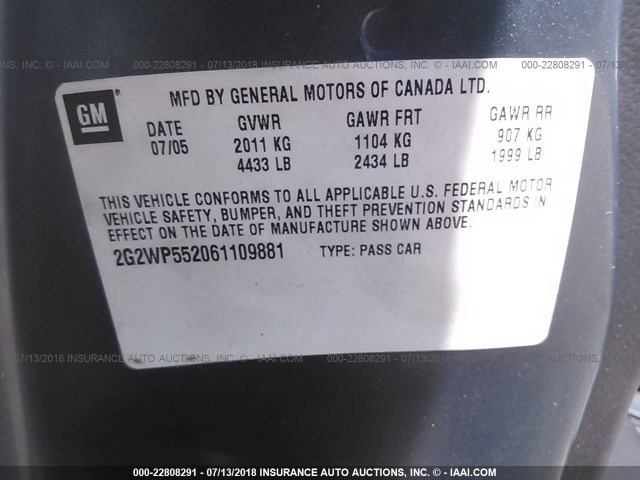 000-22808291 - 07/13/2018 INSURANCE AUTO AUCTIONS, INC. © - IAAI.COM
MFD BY GENERAL MOTORS OF CANADA LTD.
GM
DATE GVWR GAWR FRT GAWR RR
07/05 2011 KG 1104 KG 907 KG
4433 LB 2434 LB 1999 LB
THIS VEHICLE CONFORMS TO ALL APPLICABLE U.S. FEDERAL MOTOR
VEHICLE SAFETY, BUMPER, AND THEFT PREVENTION STANDARDS IN
EFFECT ON THE DATE OF MANUFACTURE SHOWN ABOVE.
2G2WP552061109881 TYPE: PASS CAR
07/13/2018 INSURANCE AUTO AUCTIONS, INC. © - IAAI.COM 000-22808291 - 07/13/2018 INSURANCE AUTO AUCTIONS, INC. ©
000-22808291 - 07/13/2018 INSURANCE AUTO AUCTIONS, INC. © - IAAI.COM